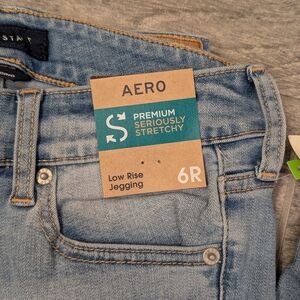 AERO
PREMIUM
SERIOUSLY
STRETCHY
Low Rise
Jegging
6R